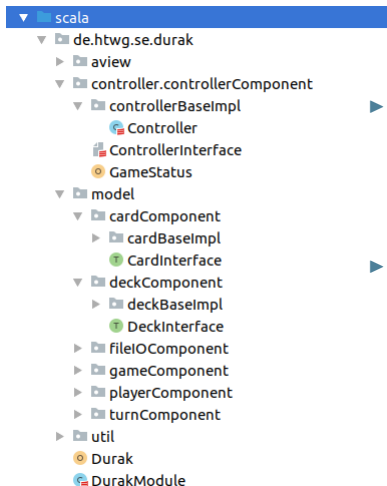 scala
de.htwg.se.durak
aview
controller.controllerComponent
controllerBaseImpl
Controller
ControllerInterface
GameStatus
model
cardComponent
cardBaseImpl
CardInterface
deckComponent
deckBaseImpl
DeckInterface
fileIOComponent
gameComponent
playerComponent
turnComponent
util
Durak
DurakModule